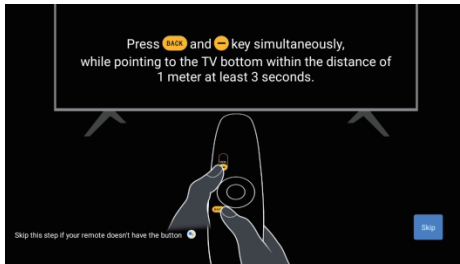 Press BACK and — key simultaneously,
while pointing to the TV bottom within the distance of
1 meter at least 3 seconds.
BACK
Skip this step if your remote doesn't have the button
Skip